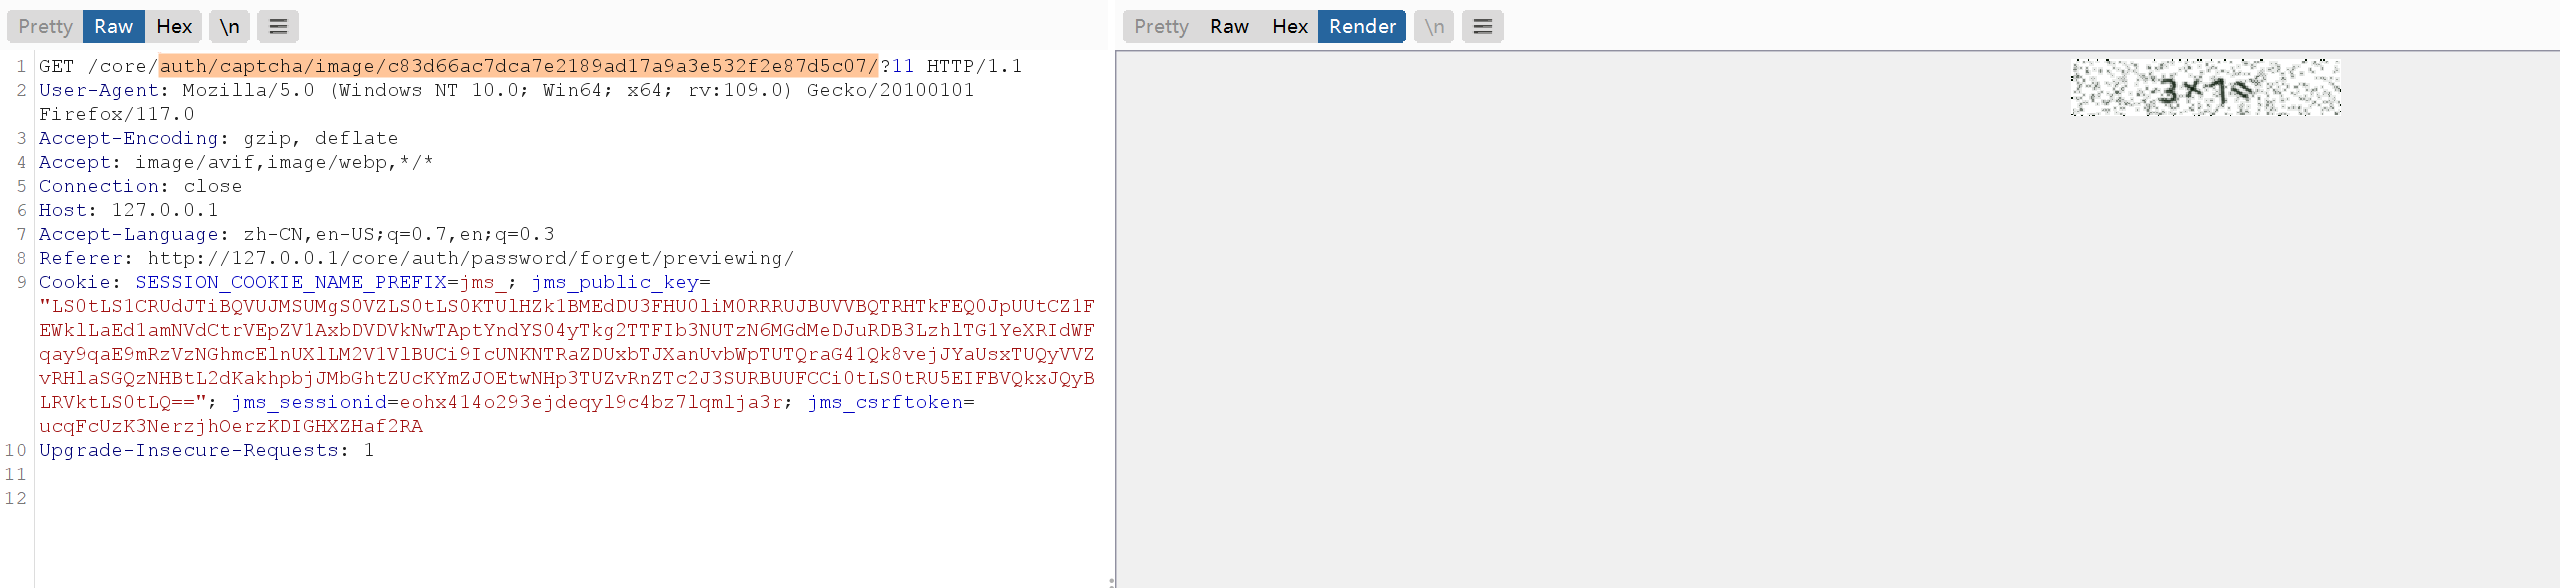 Pretty Raw Hex \n
1 GET /core/auth/captcha/image/c83d66ac7dca7e2189ad17a9a3e532f2e87d5c07/?11 HTTP/1.1
2 User-Agent: Mozilla/5.0 (Windows NT 10.0; Win64; x64; rv:109.0) Gecko/20100101
Firefox/117.0
3 Accept-Encoding: gzip, deflate
4 Accept: image/avif,image/webp,*/*
5 Connection: close
6 Host: 127.0.0.1
7 Accept-Language: zh-CN,en-US;q=0.7,en;q=0.3
8 Referer: http://127.0.0.1/core/auth/password/forget/previewing/
9 Cookie: SESSION_COOKIE_NAME_PREFIX=jms_; jms_public_key=
"LS0tLS1CRUdJTiBQVUJMSUMgS0VZLS0tLS0KTUlHZk1BMEdDU3FHU0liM0RRRUJBUVVBQTRHTkFEQ0JpUUtCZ1F
EWklLaEd1amNVdCtrVEpZV1AxbDVDVkNwTAptYndYS04yTkg2TTFIb3NUTzN6MGdMeDJuRDB3LzhlTG1YeXRIdWF
qay9qaE9mRzVzNGhmcElnUXlLM2V1VlBUCi9IcUNKNTRaZDUxbTJXanUvbWpTUTQraG41Qk8vejJYaUsxTUQyVVZ
vRHlaSGQzNHBtL2dKakhpbjJMbGhtZUcKYmZJOEtwNHp3TUZvRnZTc2J3SURBUUFCCi0tLS0tRU5EIFBVQkxJQyB
LRVktLS0tLQ=="; jms_sessionid=eohx414o293ejdeqyl9c4bz7lqmlja3r; jms_csrftoken=
ucqFcUzK3NerzjhOerzKDIGHXZHaf2RA
10 Upgrade-Insecure-Requests: 1
11
12
Pretty Raw Hex Render \n
3×1=